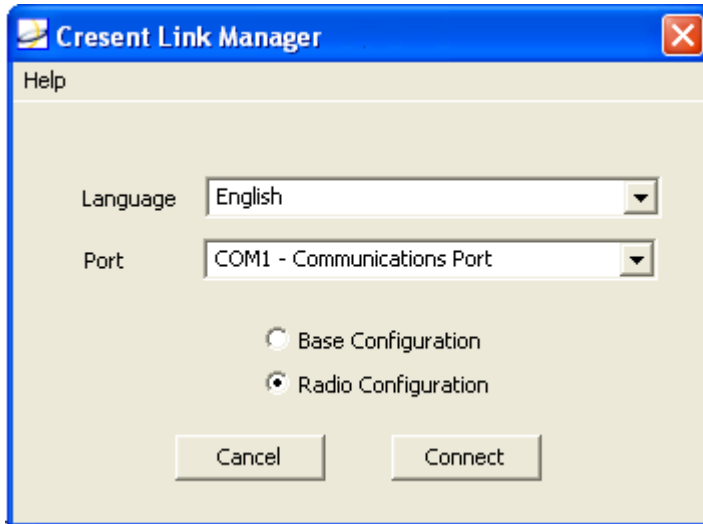 Cresent Link Manager
Help
Language English
Port COM1 - Communications Port
Base Configuration
Radio Configuration
Cancel Connect